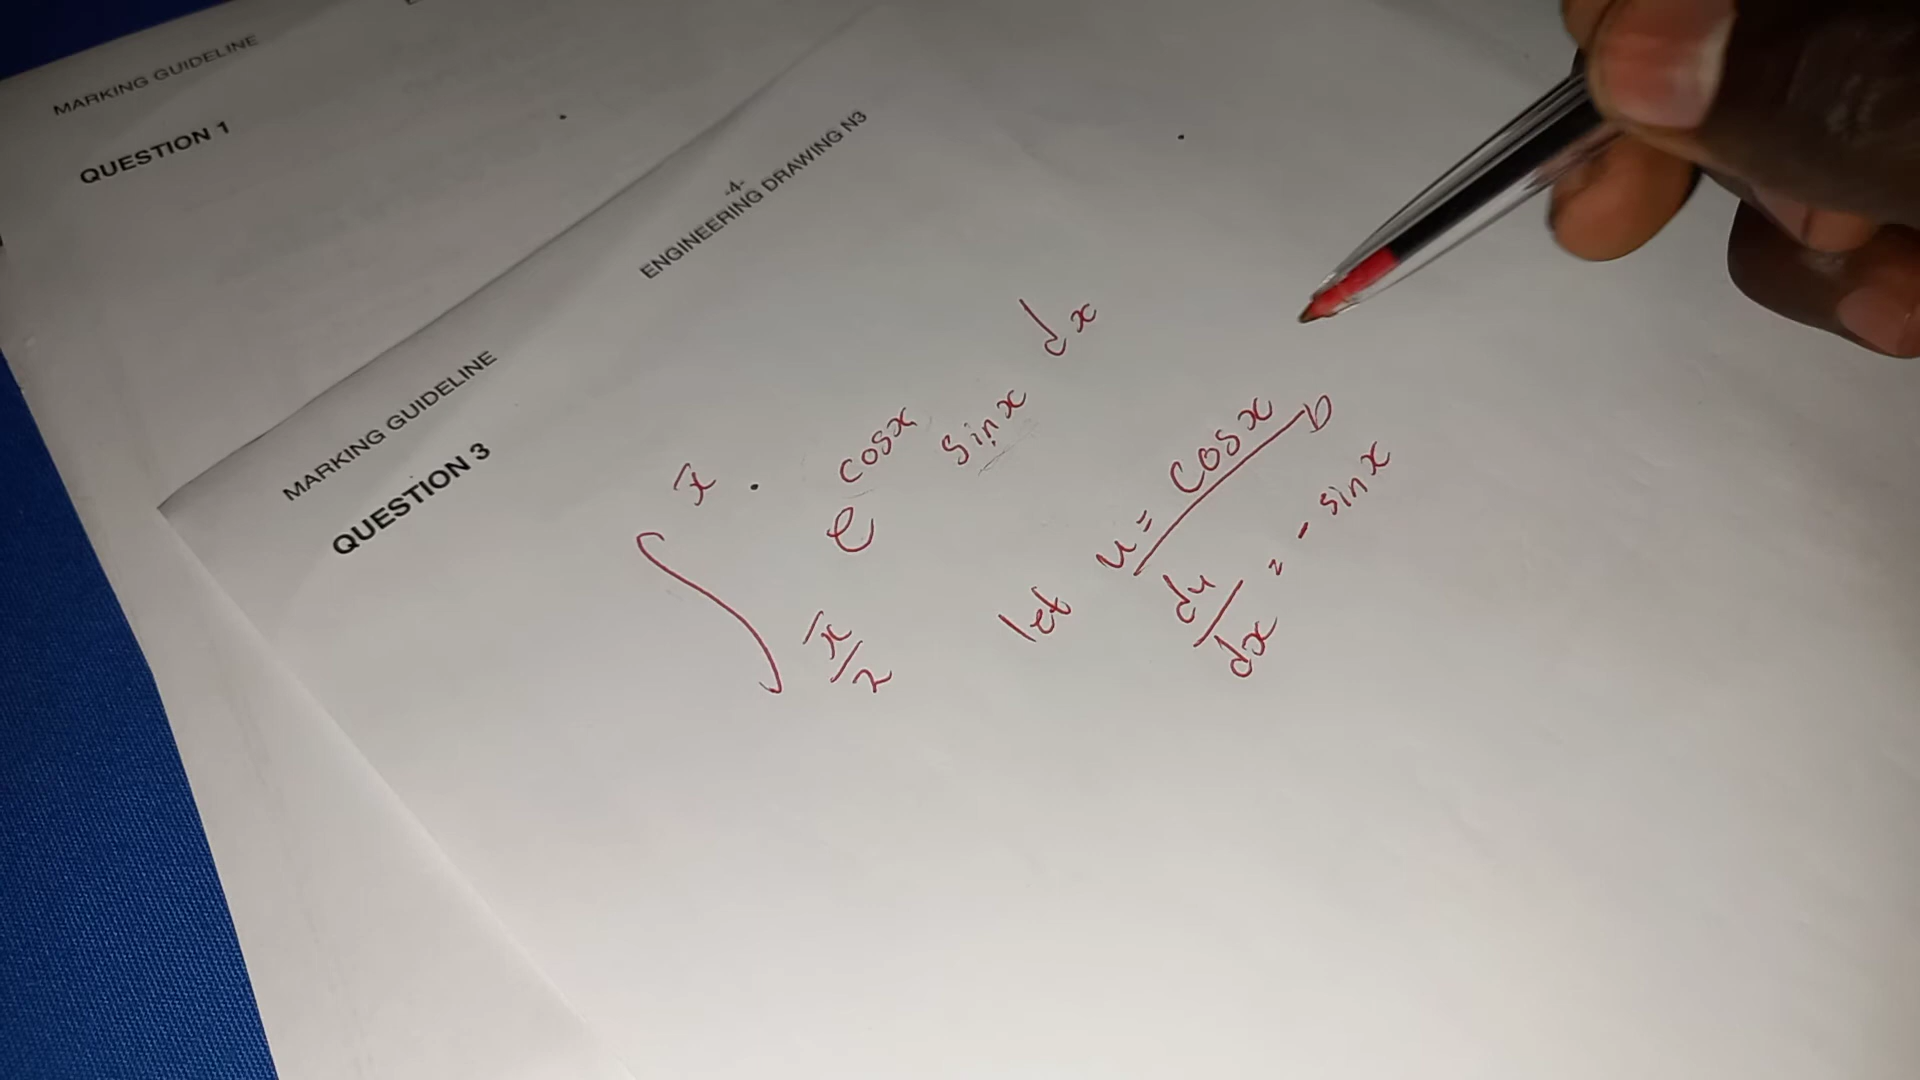 MARKING GUIDELINE
QUESTION 1
-4-
ENGINEERING DRAWING N3
MARKING GUIDELINE
QUESTION 3
∫ π π/2 e^cosx sinx dx
let u = cosx
du/dx = - sinx